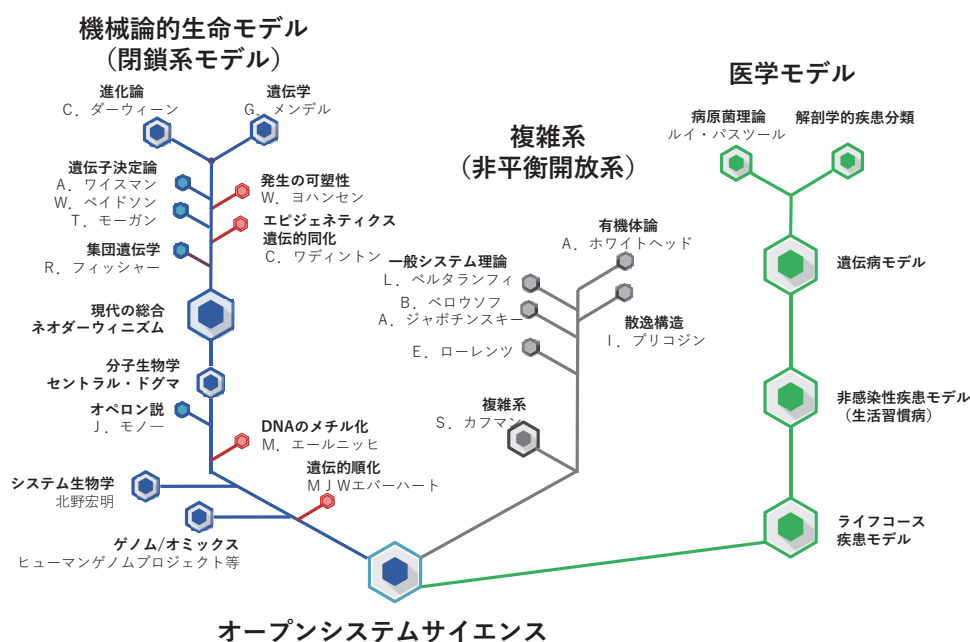 機械論的生命モデル
（閉鎖系モデル）
進化論
C．ダーウィーン
遺伝学
G．メンデル
遺伝子決定論
A．ワイスマン
W．ベイドソン
T．モーガン
発生の可塑性
W．ヨハンセン
エピジェネティクス
遺伝的同化
C．ワディントン
集団遺伝学
R．フィッシャー
現代の総合
ネオダーウィニズム
分子生物学
セントラル・ドグマ
オペロン説
J．モノー
DNAのメチル化
M．エールニッヒ
システム生物学
北野宏明
遺伝的順化
MJWエバーハート
ゲノム/オミックス
ヒューマンゲノムプロジェクト等
複雑系
（非平衡開放系）
有機体論
A．ホワイトヘッド
一般システム理論
L．ベルタランフィ
B．ベロウソフ
A．ジャボチンスキー
散逸構造
I．プリコジン
E．ローレンツ
複雑系
S．カフマン
医学モデル
病原菌理論
ルイ・パスツール
解剖学的疾患分類
遺伝病モデル
非感染性疾患モデル
（生活習慣病）
ライフコース
疾患モデル
オープンシステムサイエンス